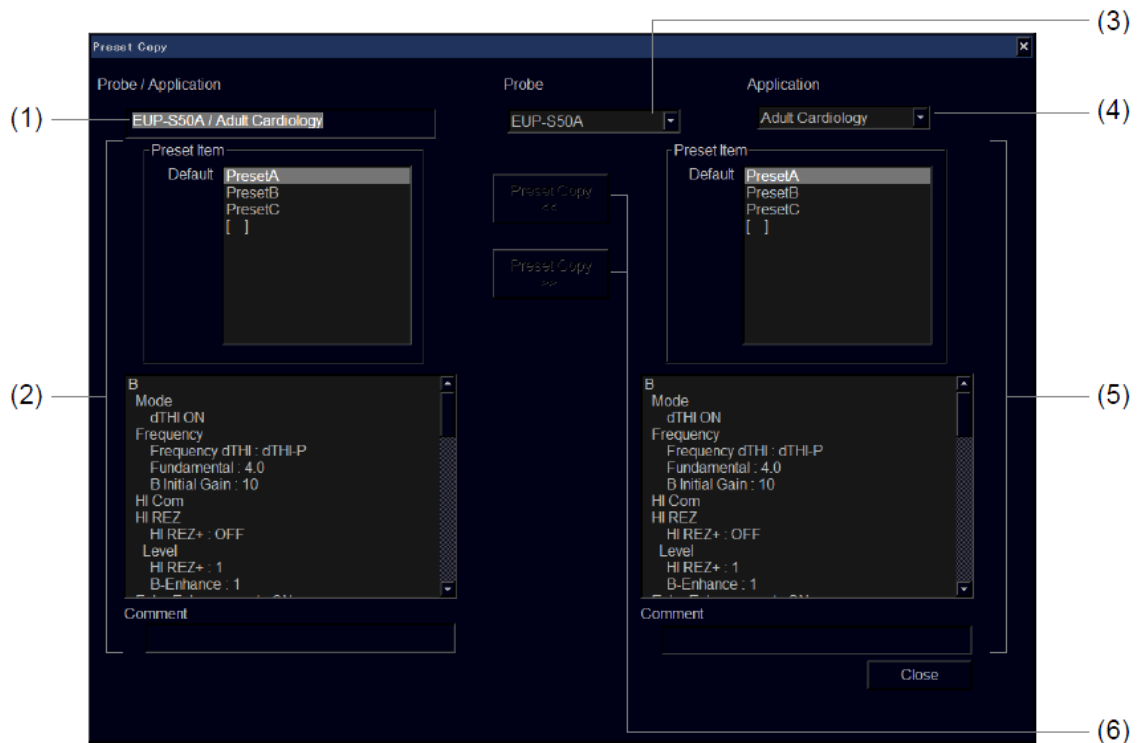 (3)
Preset Copy
Probe / Application
Probe
Application
(1)
EUP-S50A / Adult Cardiology
EUP-S50A
Adult Cardiology
(4)
Preset Item
Default
PresetA
PresetB
PresetC
[ ]
Preset Copy
<<
Preset Copy
>>
Preset Item
Default
PresetA
PresetB
PresetC
[ ]
(2)
B
Mode
dTHI ON
Frequency
Frequency dTHI : dTHI-P
Fundamental : 4.0
B Initial Gain : 10
HI Com
HI REZ
HI REZ+ : OFF
Level
HI REZ+ : 1
B-Enhance : 1
Comment
B
Mode
dTHI ON
Frequency
Frequency dTHI : dTHI-P
Fundamental : 4.0
B Initial Gain : 10
HI Com
HI REZ
HI REZ+ : OFF
Level
HI REZ+ : 1
B-Enhance : 1
(5)
Comment
Close
(6)